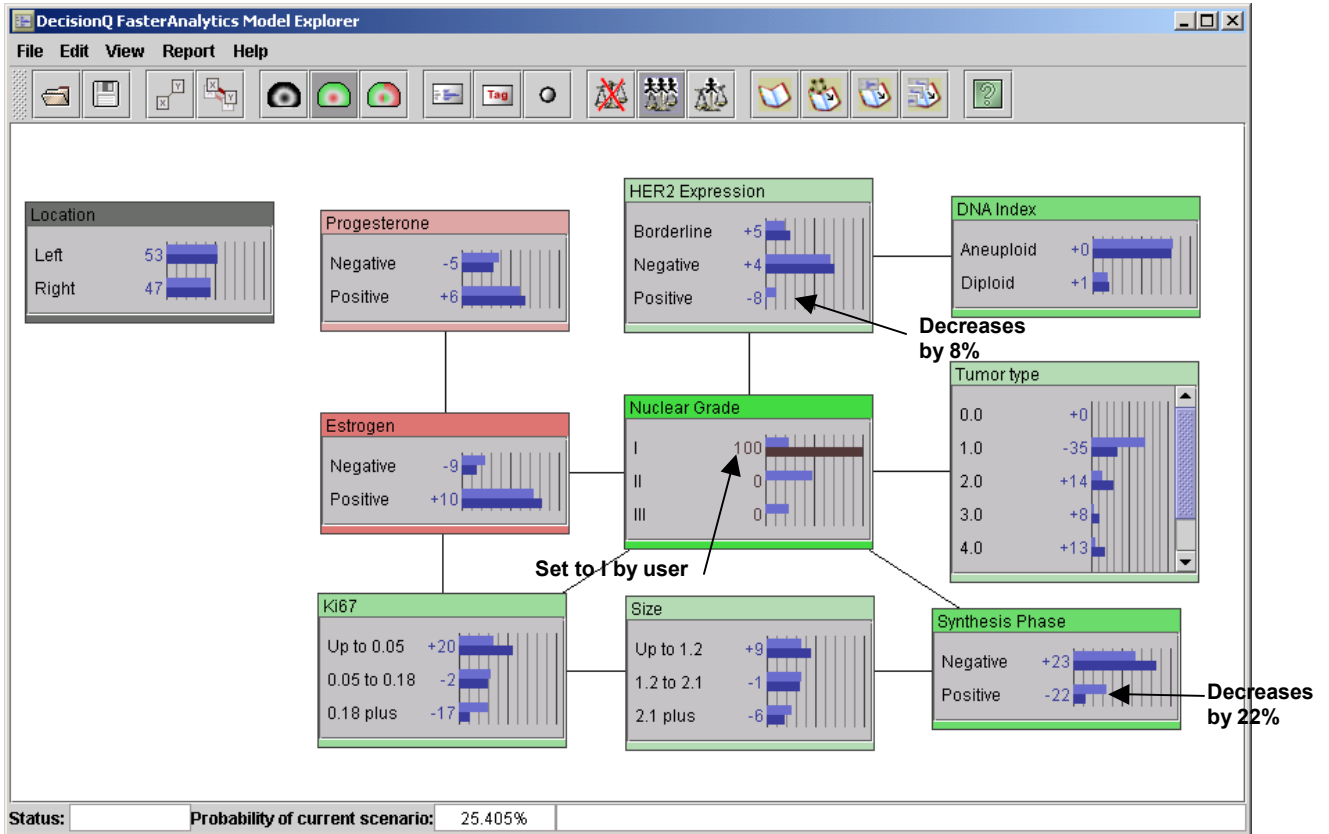 DecisionQ FasterAnalytics Model Explorer
File Edit View Report Help
X Y X Y Tag ?
Location
Left 53
Right 47
Progesterone
Negative -5
Positive +6
HER2 Expression
Borderline +5
Negative +4
Positive -8
DNA Index
Aneuploid +0
Diploid +1
Decreases
by 8%
Estrogen
Negative -9
Positive +10
Nuclear Grade
I 100
II 0
III 0
Tumor type
0.0 +0
1.0 -35
2.0 +14
3.0 +8
4.0 +13
Set to I by user
Ki67
Up to 0.05 +20
0.05 to 0.18 -2
0.18 plus -17
Size
Up to 1.2 +9
1.2 to 2.1 -1
2.1 plus -6
Synthesis Phase
Negative +23
Positive -22
Decreases
by 22%
Status: Probability of current scenario: 25.405%